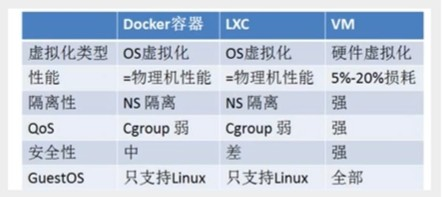 Docker容器 LXC VM
虚拟化类型 OS虚拟化 OS虚拟化 硬件虚拟化
性能 =物理机性能 =物理机性能 5%-20%损耗
隔离性 NS 隔离 NS 隔离 强
QoS Cgroup 弱 Cgroup 弱 强
安全性 中 差 强
GuestOS 只支持Linux 只支持Linux 全部